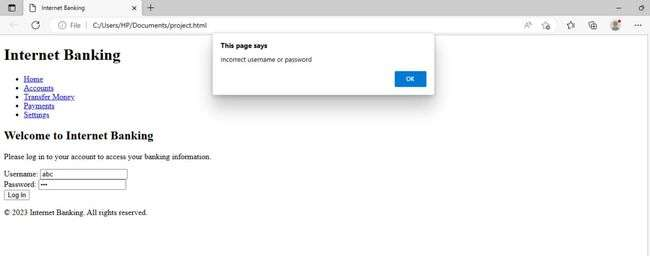 Internet Banking
File
C:/Users/HP/Documents/project.html
This page says
Incorrect username or password
OK
Internet Banking
Home
Accounts
Transfer Money
Payments
Settings
Welcome to Internet Banking
Please log in to your account to access your banking information.
Username: abc
Password: •••
Log In
© 2023 Internet Banking. All rights reserved.